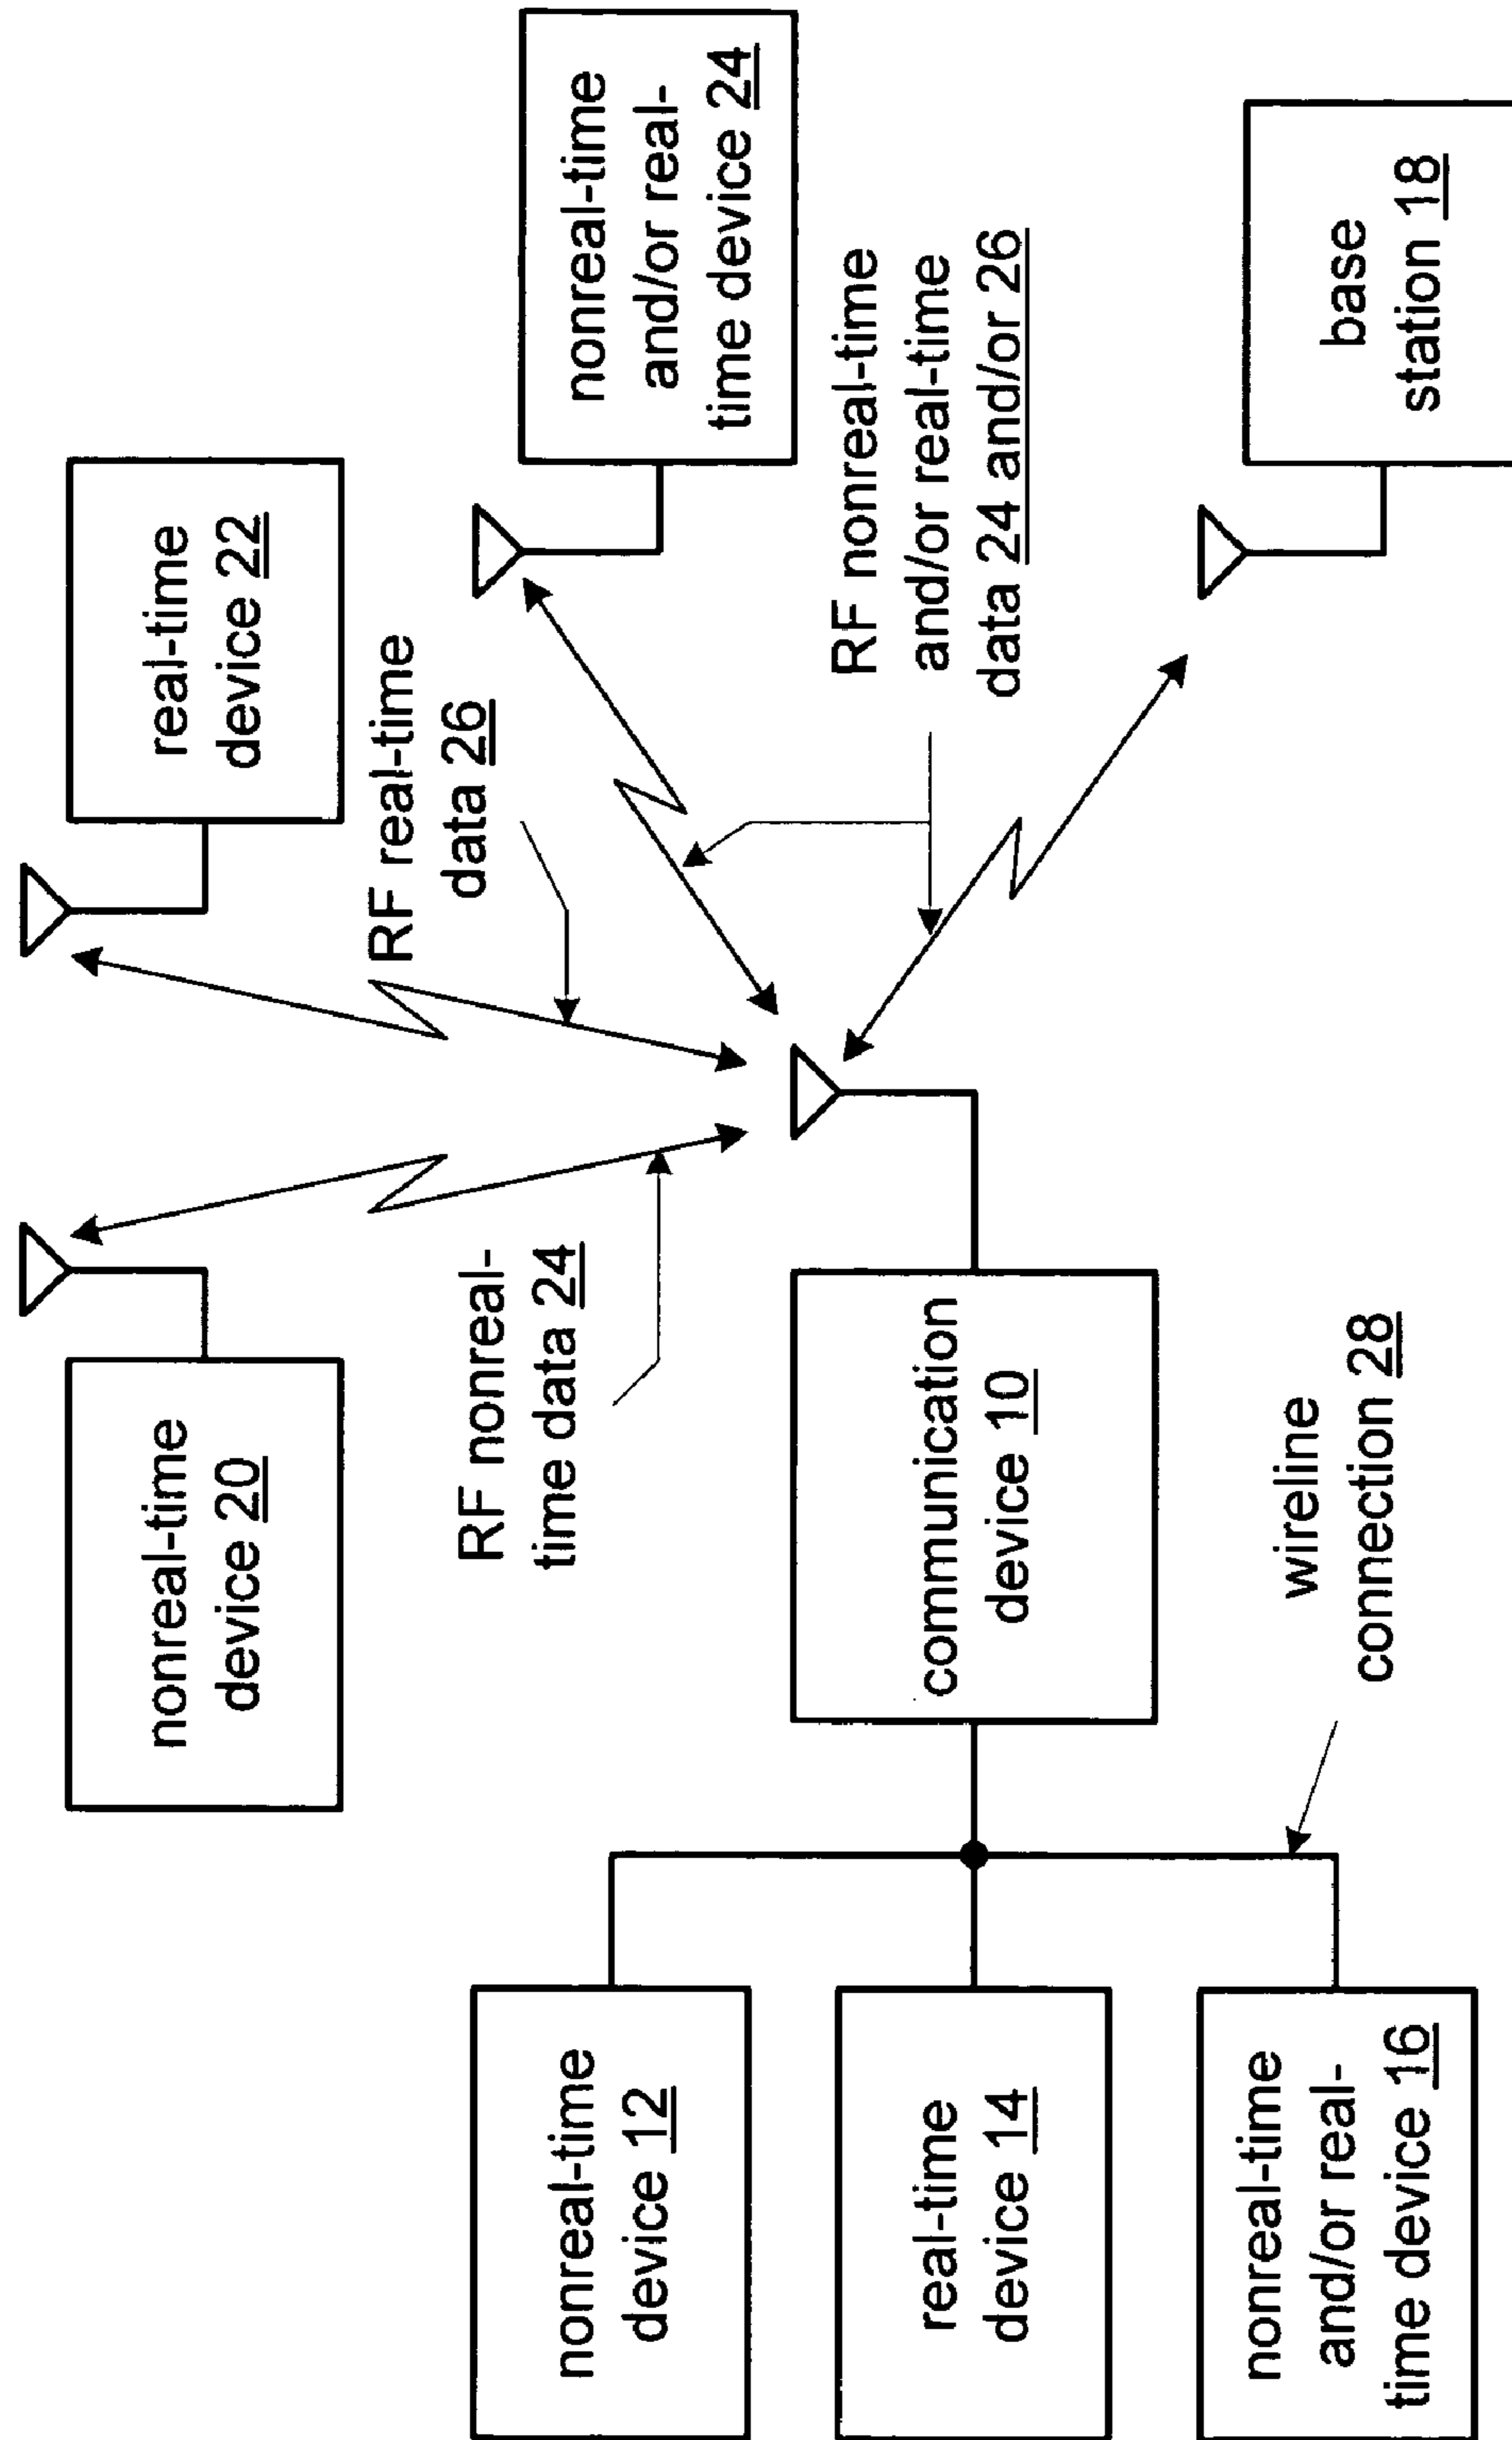 nonreal-time
device 20
real-time
device 22
RF real-time
data 26
RF nonreal-
time data 24
nonreal-time
and/or real-
time device 24
RF nonreal-time
and/or real-time
data 24 and/or 26
nonreal-time
device 12
communication
device 10
real-time
device 14
wireline
connection 28
nonreal-time
and/or real-
time device 16
base
station 18